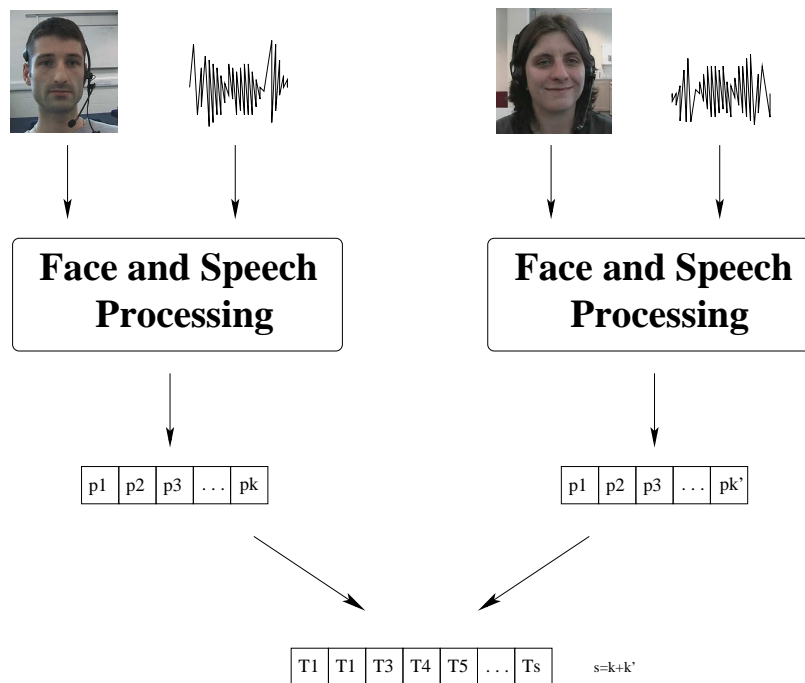 Face and Speech
Processing
Face and Speech
Processing
p1 p2 p3 . . . pk
p1 p2 p3 . . . pk’
T1 T1 T3 T4 T5 . . . Ts
s=k+k’